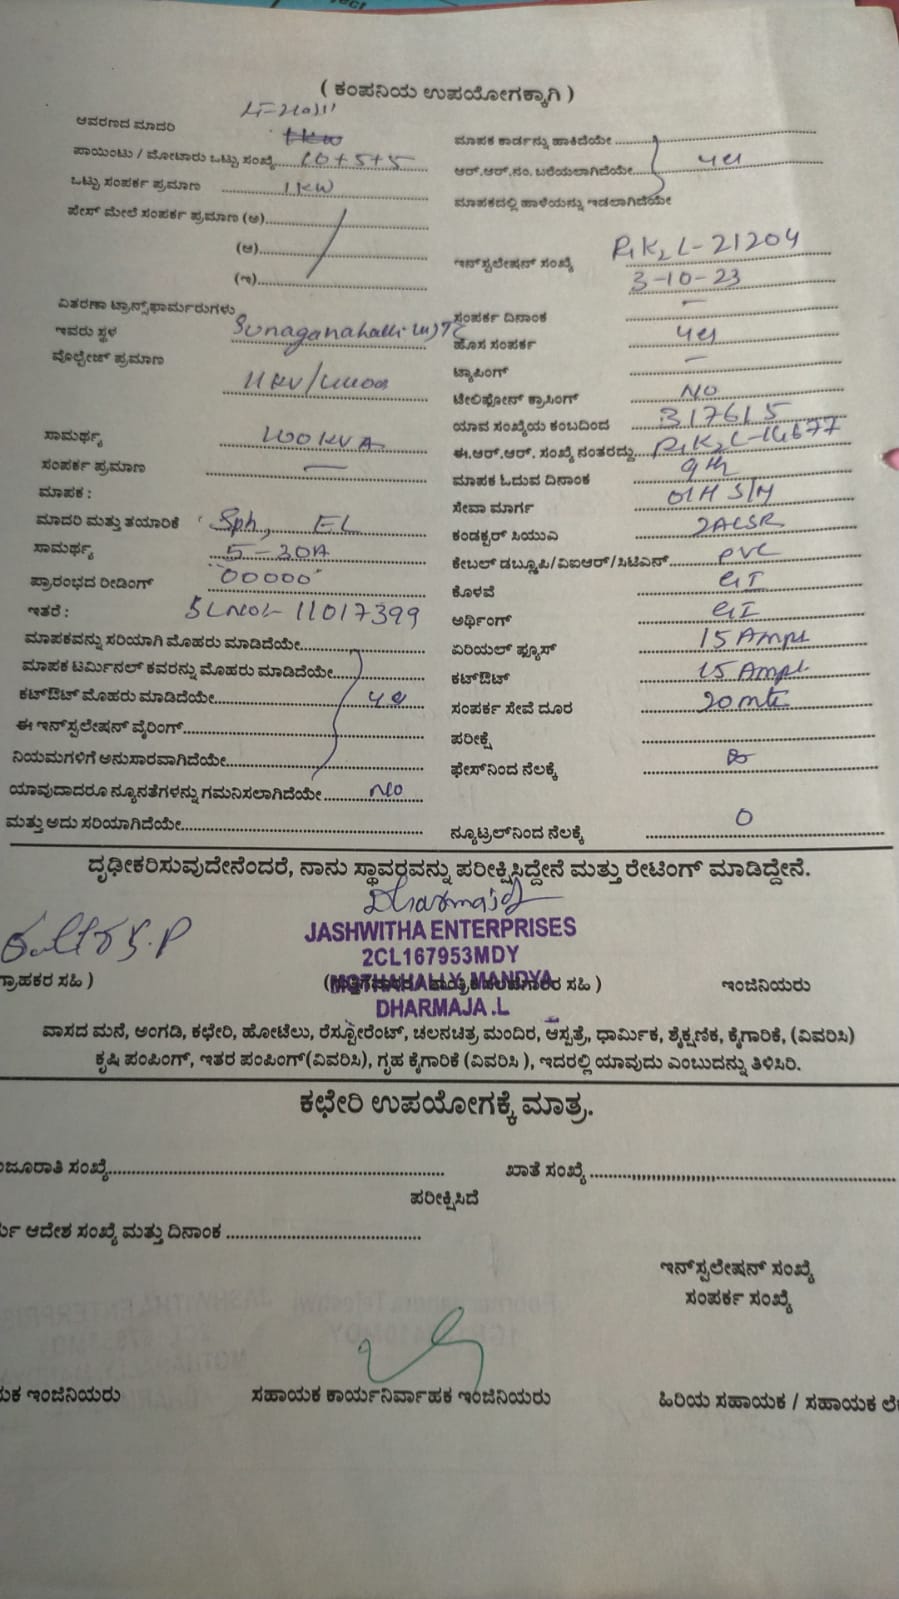 ( ಕಂಪನಿಯ ಉಪಯೋಗಕ್ಕಾಗಿ )
ಆವರಣದ ಮಾದರಿ
ಪಾಯಿಂಟು / ಮೋಟಾರು ಒಟ್ಟು ಸಂಖ್ಯೆ.... 10+5+5
ಒಟ್ಟು ಸಂಪರ್ಕ ಪ್ರಮಾಣ 1KW
ಫೇಸ್ ಮೇಲೆ ಸಂಪರ್ಕ ಪ್ರಮಾಣ (ಅ)
(ಆ)
(ಇ)
ವಿತರಣಾ ಟ್ರಾನ್ಸ್‌ಫಾರ್ಮರುಗಳು
ಇವರು ಸ್ಥಳ Sunaganahalli
ವೋಲ್ಟೇಜ್ ಪ್ರಮಾಣ
11KV/
ಸಾಮರ್ಥ್ಯ 100KVA
ಸಂಪರ್ಕ ಪ್ರಮಾಣ —
ಮಾಪಕ :
ಮಾದರಿ ಮತ್ತು ತಯಾರಿಕೆ Sph, EL
ಸಾಮರ್ಥ್ಯ 5-30A
ಪ್ರಾರಂಭದ ರೀಡಿಂಗ್ 00000
ಇತರೆ : SLNO:- 11017399
ಮಾಪಕವನ್ನು ಸರಿಯಾಗಿ ಮೊಹರು ಮಾಡಿದೆಯೇ
ಮಾಪಕ ಟರ್ಮಿನಲ್ ಕವರನ್ನು ಮೊಹರು ಮಾಡಿದೆಯೇ
ಕಟ್‌ಔಟ್ ಮೊಹರು ಮಾಡಿದೆಯೇ
ಈ ಇನ್‌ಸ್ಟಲೇಷನ್ ವೈರಿಂಗ್
ನಿಯಮಗಳಿಗೆ ಅನುಸಾರವಾಗಿದೆಯೇ
ಯಾವುದಾದರೂ ನ್ಯೂನತೆಗಳನ್ನು ಗಮನಿಸಲಾಗಿದೆಯೇ No
ಮತ್ತು ಅದು ಸರಿಯಾಗಿದೆಯೇ
ಮಾಪಕ ಕಾರ್ಡನ್ನು ಹಾಕಿದೆಯೇ
ಆರ್.ಆರ್.ನಂ. ಬರೆಯಲಾಗಿದೆಯೇ
ಮಾಪಕದಲ್ಲಿ ಹಾಳೆಯನ್ನು ಇಡಲಾಗಿದೆಯೇ
ಇನ್‌ಸ್ಟಲೇಷನ್ ಸಂಖ್ಯೆ P1K2L-21204
3-10-23
ಸಂಪರ್ಕ ದಿನಾಂಕ —
ಹೊಸ ಸಂಪರ್ಕ
ಟ್ಯಾಪಿಂಗ್ —
ಟೇಲಿಫೋನ್ ಕ್ರಾಸಿಂಗ್ NO
ಯಾವ ಸಂಖ್ಯೆಯ ಕಂಬದಿಂದ
ಈ.ಆರ್.ಆರ್. ಸಂಖ್ಯೆ ನಂತರದ್ದು.... P1K2L-14677
ಮಾಪಕ ಓದುವ ದಿನಾಂಕ 9th
ಸೇವಾ ಮಾರ್ಗ O/H S/M
ಕಂಡಕ್ಟರ್ ಸಿಯುವಿ 2ACSR
ಕೇಬಲ್ ಡಬ್ಲ್ಯೂಪಿ/ವಿಐಆರ್/ಸಿಟಿಎಸ್.... PVC
ಕೊಳವೆ GI
ಅರ್ಥಿಂಗ್ GI
ಏರಿಯಲ್ ಫ್ಯೂಸ್ 15 Amps
ಕಟ್‌ಔಟ್ 15 Amps
ಸಂಪರ್ಕ ಸೇವೆ ದೂರ 20 mts
ಪರೀಕ್ಷೆ
ಫೇಸ್‌ನಿಂದ ನೆಲಕ್ಕೆ
ನ್ಯೂಟ್ರಲ್‌ನಿಂದ ನೆಲಕ್ಕೆ 0
ದೃಢೀಕರಿಸುವುದೇನೆಂದರೆ, ನಾನು ಸ್ಥಾವರವನ್ನು ಪರೀಕ್ಷಿಸಿದ್ದೇನೆ ಮತ್ತು ರೇಟಿಂಗ್ ಮಾಡಿದ್ದೇನೆ.
JASHWITHA ENTERPRISES
2CL167953MDY
MOTHAHALLY, MANDYA
ಗ್ರಾಹಕರ ಸಹಿ ) ಇಂಜಿನಿಯರು
DHARMAJA .L
ವಾಸದ ಮನೆ, ಅಂಗಡಿ, ಕಛೇರಿ, ಹೋಟೆಲು, ರೆಸ್ಟೋರೆಂಟ್, ಚಲನಚಿತ್ರ ಮಂದಿರ, ಆಸ್ಪತ್ರೆ, ಧಾರ್ಮಿಕ, ಶೈಕ್ಷಣಿಕ, ಕೈಗಾರಿಕೆ, (ವಿವರಿಸಿ)
ಕೃಷಿ ಪಂಪಿಂಗ್, ಇತರ ಪಂಪಿಂಗ್(ವಿವರಿಸಿ), ಗೃಹ ಕೈಗಾರಿಕೆ (ವಿವರಿಸಿ ), ಇದರಲ್ಲಿ ಯಾವುದು ಎಂಬುದನ್ನು ತಿಳಿಸಿರಿ.
ಕಛೇರಿ ಉಪಯೋಗಕ್ಕೆ ಮಾತ್ರ.
ಜೂರಾತಿ ಸಂಖ್ಯೆ ಖಾತೆ ಸಂಖ್ಯೆ
ಪರೀಕ್ಷಿಸಿದೆ
ಆದೇಶ ಸಂಖ್ಯೆ ಮತ್ತು ದಿನಾಂಕ
ಇನ್‌ಸ್ಟಲೇಷನ್ ಸಂಖ್ಯೆ
ಸಂಪರ್ಕ ಸಂಖ್ಯೆ
ಯಕ ಇಂಜಿನಿಯರು ಸಹಾಯಕ ಕಾರ್ಯನಿರ್ವಾಹಕ ಇಂಜಿನಿಯರು ಹಿರಿಯ ಸಹಾಯಕ / ಸಹಾಯಕ ಲೆ